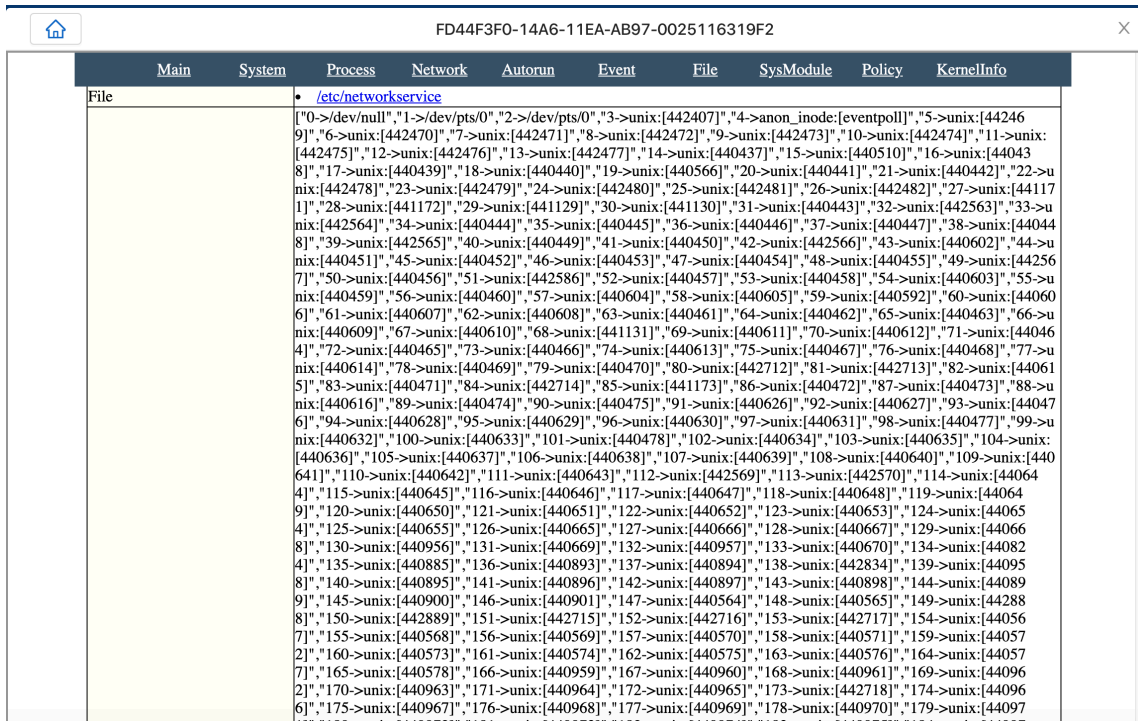 FD44F3F0-14A6-11EA-AB97-0025116319F2
X
Main System Process Network Autorun Event File SysModule Policy KernelInfo
File • /etc/networkservice
["0->/dev/null","1->/dev/pts/0","2->/dev/pts/0","3->unix:[442407]","4->anon_inode:[eventpoll]","5->unix:[44246
9]","6->unix:[442470]","7->unix:[442471]","8->unix:[442472]","9->unix:[442473]","10->unix:[442474]","11->unix:
[442475]","12->unix:[442476]","13->unix:[442477]","14->unix:[440437]","15->unix:[440510]","16->unix:[44043
8]","17->unix:[440439]","18->unix:[440440]","19->unix:[440566]","20->unix:[440441]","21->unix:[440442]","22->u
nix:[442478]","23->unix:[442479]","24->unix:[442480]","25->unix:[442481]","26->unix:[442482]","27->unix:[44117
1]","28->unix:[441172]","29->unix:[441129]","30->unix:[441130]","31->unix:[440443]","32->unix:[442563]","33->u
nix:[442564]","34->unix:[440444]","35->unix:[440445]","36->unix:[440446]","37->unix:[440447]","38->unix:[44044
8]","39->unix:[442565]","40->unix:[440449]","41->unix:[440450]","42->unix:[442566]","43->unix:[440602]","44->u
nix:[440451]","45->unix:[440452]","46->unix:[440453]","47->unix:[440454]","48->unix:[440455]","49->unix:[44256
7]","50->unix:[440456]","51->unix:[442586]","52->unix:[440457]","53->unix:[440458]","54->unix:[440603]","55->u
nix:[440459]","56->unix:[440460]","57->unix:[440604]","58->unix:[440605]","59->unix:[440592]","60->unix:[44060
6]","61->unix:[440607]","62->unix:[440608]","63->unix:[440461]","64->unix:[440462]","65->unix:[440463]","66->u
nix:[440609]","67->unix:[440610]","68->unix:[441131]","69->unix:[440611]","70->unix:[440612]","71->unix:[44046
4]","72->unix:[440465]","73->unix:[440466]","74->unix:[440613]","75->unix:[440467]","76->unix:[440468]","77->u
nix:[440614]","78->unix:[440469]","79->unix:[440470]","80->unix:[442712]","81->unix:[442713]","82->unix:[44061
5]","83->unix:[440471]","84->unix:[442714]","85->unix:[441173]","86->unix:[440472]","87->unix:[440473]","88->u
nix:[440616]","89->unix:[440474]","90->unix:[440475]","91->unix:[440626]","92->unix:[440627]","93->unix:[44047
6]","94->unix:[440628]","95->unix:[440629]","96->unix:[440630]","97->unix:[440631]","98->unix:[440477]","99->u
nix:[440632]","100->unix:[440633]","101->unix:[440478]","102->unix:[440634]","103->unix:[440635]","104->unix:
[440636]","105->unix:[440637]","106->unix:[440638]","107->unix:[440639]","108->unix:[440640]","109->unix:[440
641]","110->unix:[440642]","111->unix:[440643]","112->unix:[442569]","113->unix:[442570]","114->unix:[44064
4]","115->unix:[440645]","116->unix:[440646]","117->unix:[440647]","118->unix:[440648]","119->unix:[44064
9]","120->unix:[440650]","121->unix:[440651]","122->unix:[440652]","123->unix:[440653]","124->unix:[44065
4]","125->unix:[440655]","126->unix:[440665]","127->unix:[440666]","128->unix:[440667]","129->unix:[44066
8]","130->unix:[440956]","131->unix:[440669]","132->unix:[440957]","133->unix:[440670]","134->unix:[44082
4]","135->unix:[440885]","136->unix:[440893]","137->unix:[440894]","138->unix:[442834]","139->unix:[44095
8]","140->unix:[440895]","141->unix:[440896]","142->unix:[440897]","143->unix:[440898]","144->unix:[44089
9]","145->unix:[440900]","146->unix:[440901]","147->unix:[440564]","148->unix:[440565]","149->unix:[44288
8]","150->unix:[442889]","151->unix:[442715]","152->unix:[442716]","153->unix:[442717]","154->unix:[44056
7]","155->unix:[440568]","156->unix:[440569]","157->unix:[440570]","158->unix:[440571]","159->unix:[44057
2]","160->unix:[440573]","161->unix:[440574]","162->unix:[440575]","163->unix:[440576]","164->unix:[44057
7]","165->unix:[440578]","166->unix:[440959]","167->unix:[440960]","168->unix:[440961]","169->unix:[44096
2]","170->unix:[440963]","171->unix:[440964]","172->unix:[440965]","173->unix:[442718]","174->unix:[44096
6]","175->unix:[440967]","176->unix:[440968]","177->unix:[440969]","178->unix:[440970]","179->unix:[44097